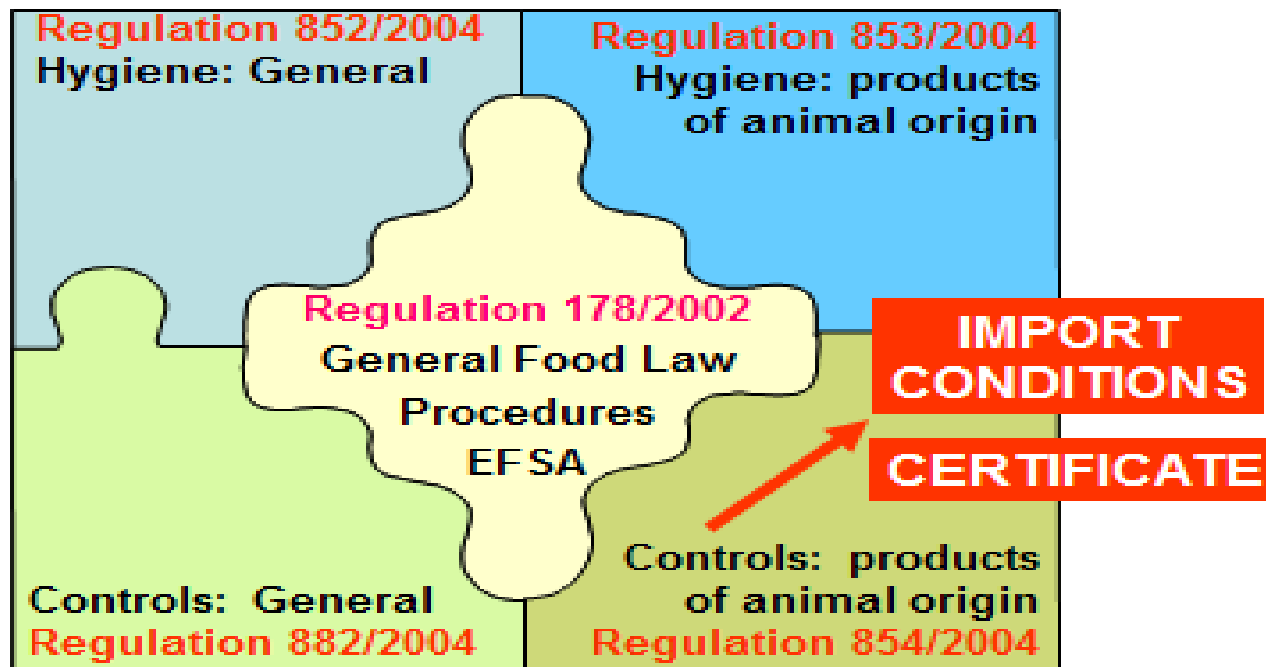 Regulation 852/2004
Hygiene: General
Regulation 853/2004
Hygiene: products
of animal origin
Regulation 178/2002
General Food Law
Procedures
EFSA
IMPORT
CONDITIONS
CERTIFICATE
Controls: General
Regulation 882/2004
Controls: products
of animal origin
Regulation 854/2004